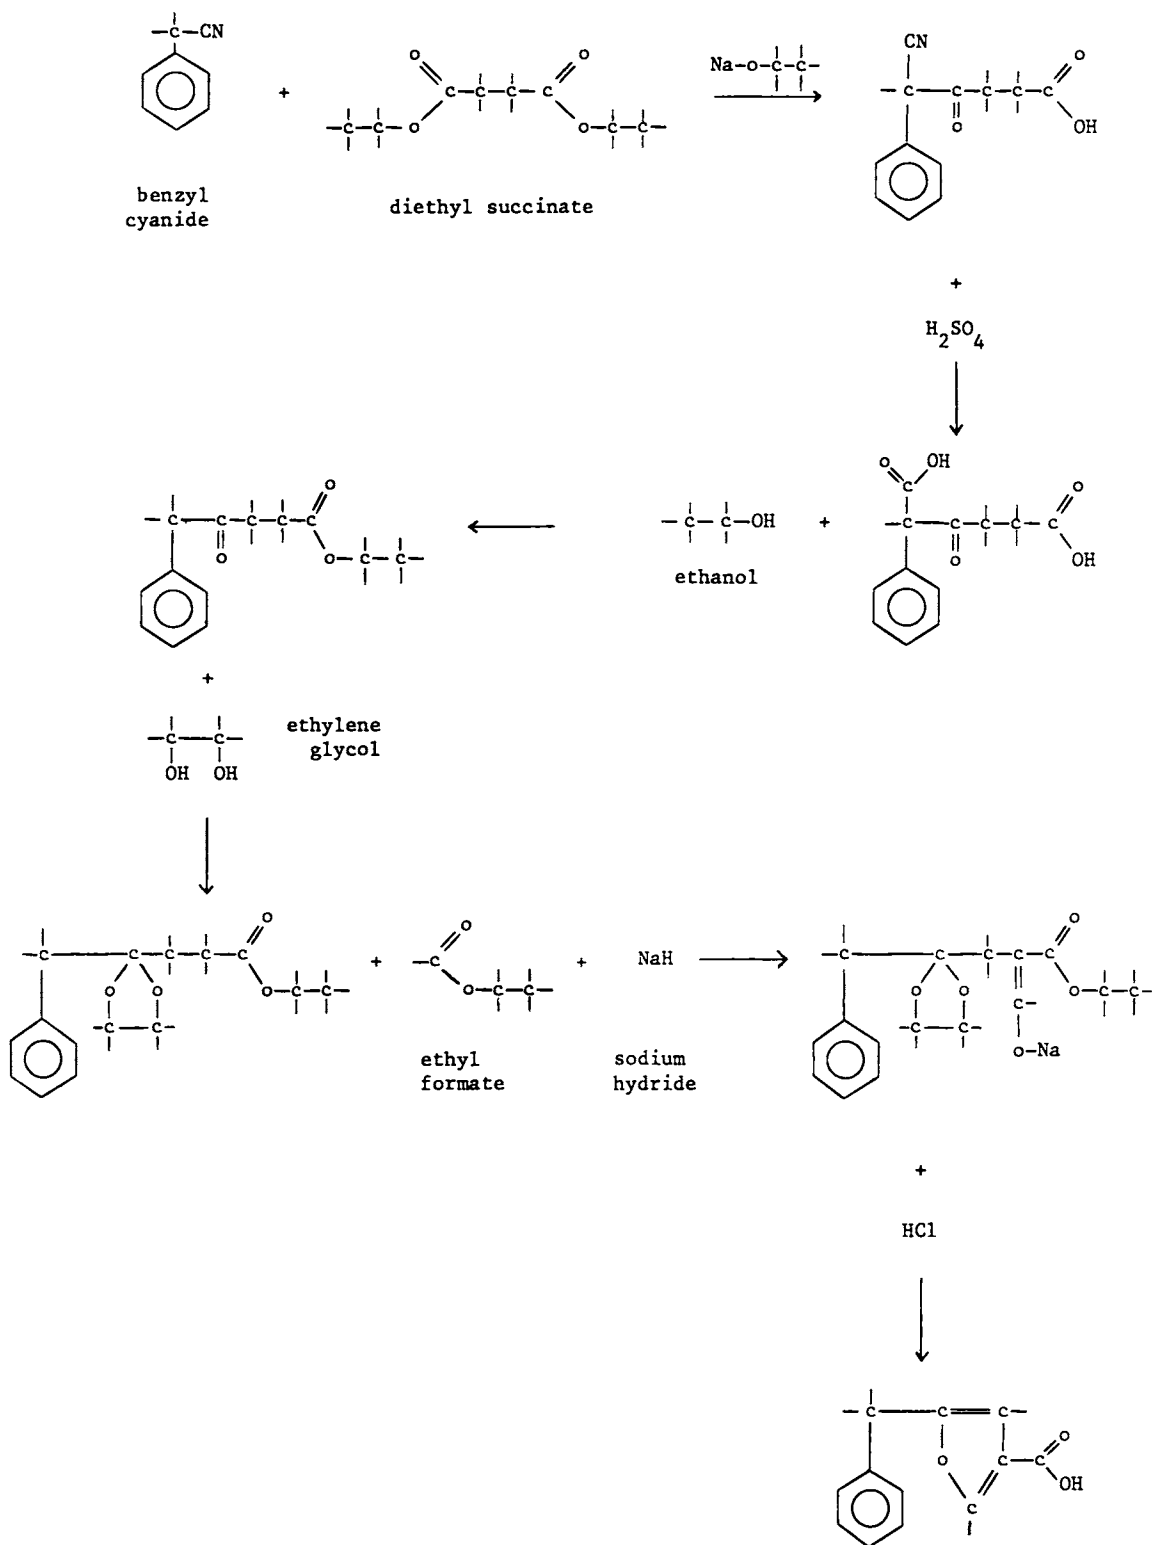 C—CN
+
Na—O—C—C—
CN
C—C—C—C—C
O
OH
O
O
O
C—C—C—C
C—C—O
O—C—C
benzyl
cyanide
diethyl succinate
+
H2SO4
O
OH
C
C—C—C—C—C
O
O
OH
+
C—C—OH
ethanol
C—C—C—C—C
O
O
O—C—C
+
C—C
OH OH
ethylene
glycol
C—C—C—C—C
O
O O
O—C—C
C—C
+
C
O
O—C—C
+
NaH
C—C—C—C—C
O
O O
C
O—C—C
C—C
O—Na
ethyl
formate
sodium
hydride
+
HCl
C—C=C
O
C—C
O
OH
C